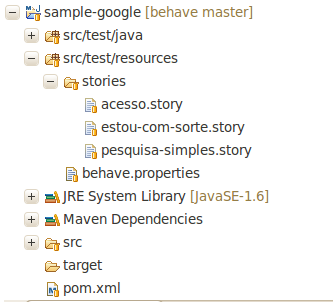 sample-google [behave master]
src/test/java
src/test/resources
stories
acesso.story
estou-com-sorte.story
pesquisa-simples.story
behave.properties
JRE System Library [JavaSE-1.6]
Maven Dependencies
src
target
pom.xml